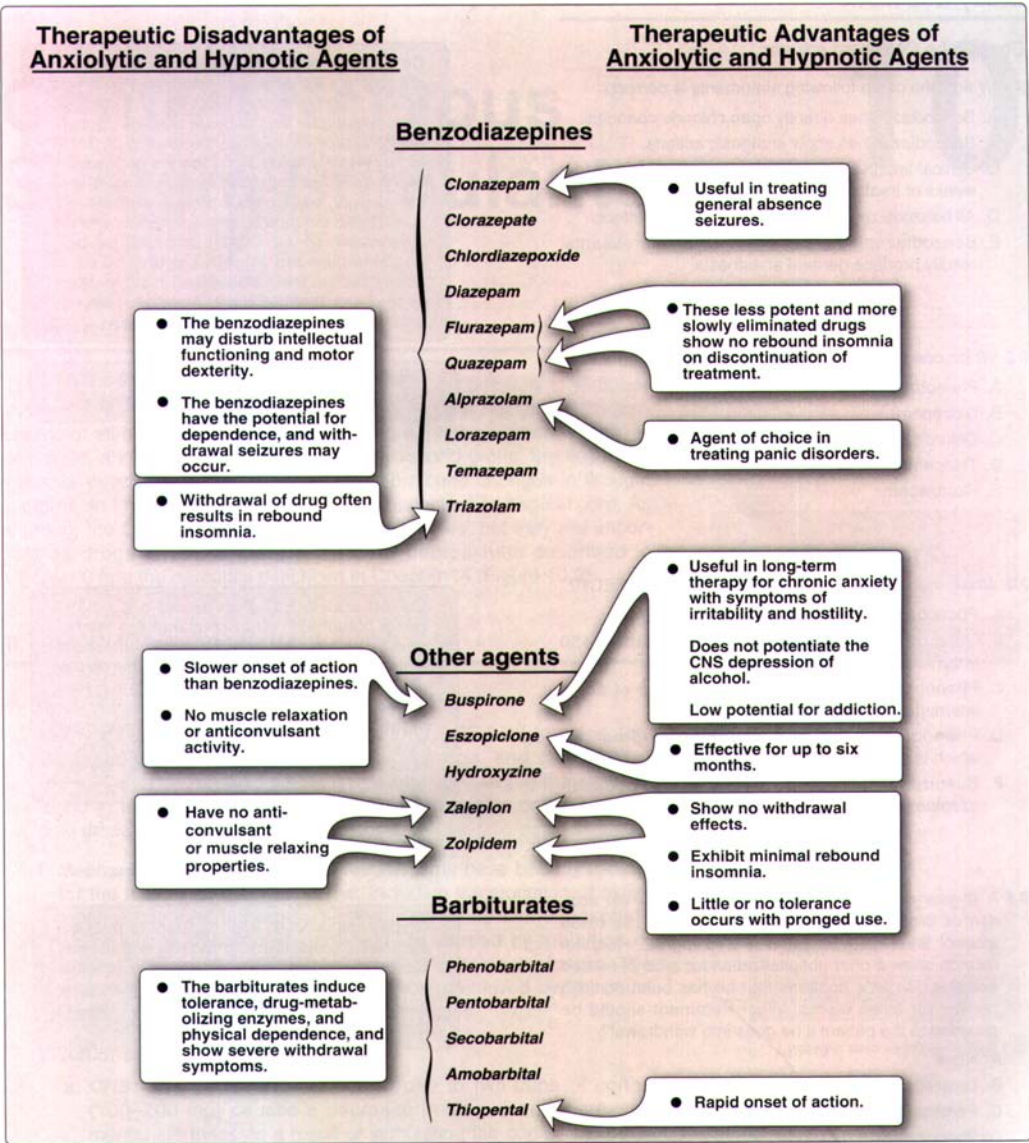 Therapeutic Disadvantages of
Anxiolytic and Hypnotic Agents
Therapeutic Advantages of
Anxiolytic and Hypnotic Agents
Benzodiazepines
Clonazepam
Clorazepate
Chlordiazepoxide
Diazepam
Flurazepam
Quazepam
Alprazolam
Lorazepam
Temazepam
Triazolam
• Useful in treating
general absence
seizures.
• These less potent and more
slowly eliminated drugs
show no rebound insomnia
on discontinuation of
treatment.
• Agent of choice in
treating panic disorders.
• The benzodiazepines
may disturb intellectual
functioning and motor
dexterity.
• The benzodiazepines
have the potential for
dependence, and with-
drawal seizures may
occur.
• Withdrawal of drug often
results in rebound
insomnia.
Other agents
Buspirone
Eszopiclone
Hydroxyzine
Zaleplon
Zolpidem
• Useful in long-term
therapy for chronic anxiety
with symptoms of
irritability and hostility.
Does not potentiate the
CNS depression of
alcohol.
Low potential for addiction.
• Slower onset of action
than benzodiazepines.
• No muscle relaxation
or anticonvulsant
activity.
• Effective for up to six
months.
• Have no anti-
convulsant
or muscle relaxing
properties.
• Show no withdrawal
effects.
• Exhibit minimal rebound
insomnia.
• Little or no tolerance
occurs with pronged use.
Barbiturates
Phenobarbital
Pentobarbital
Secobarbital
Amobarbital
Thiopental
• The barbiturates induce
tolerance, drug-metab-
olizing enzymes, and
physical dependence, and
show severe withdrawal
symptoms.
• Rapid onset of action.